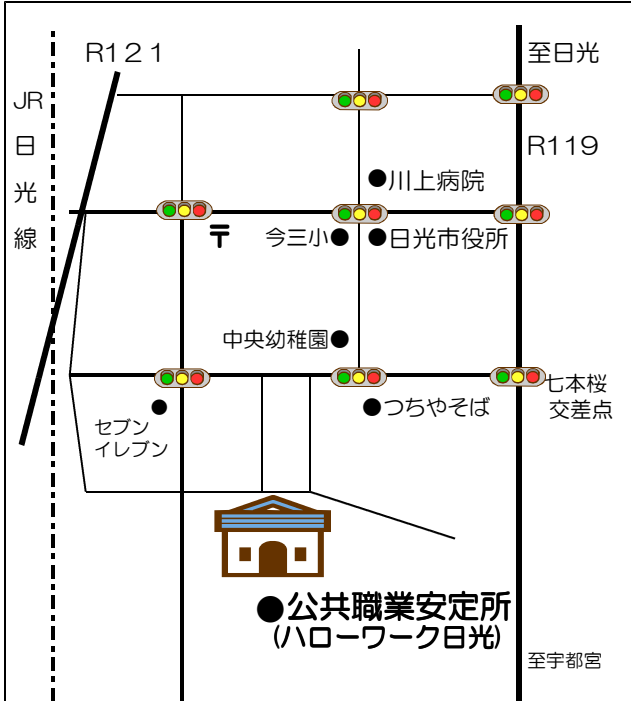 R121
至日光
JR日光線
R119
川上病院
〒
今三小
日光市役所
中央幼稚園
七本桜
交差点
つちやそば
セブン
イレブン
公共職業安定所
(ハローワーク日光)
至宇都宮